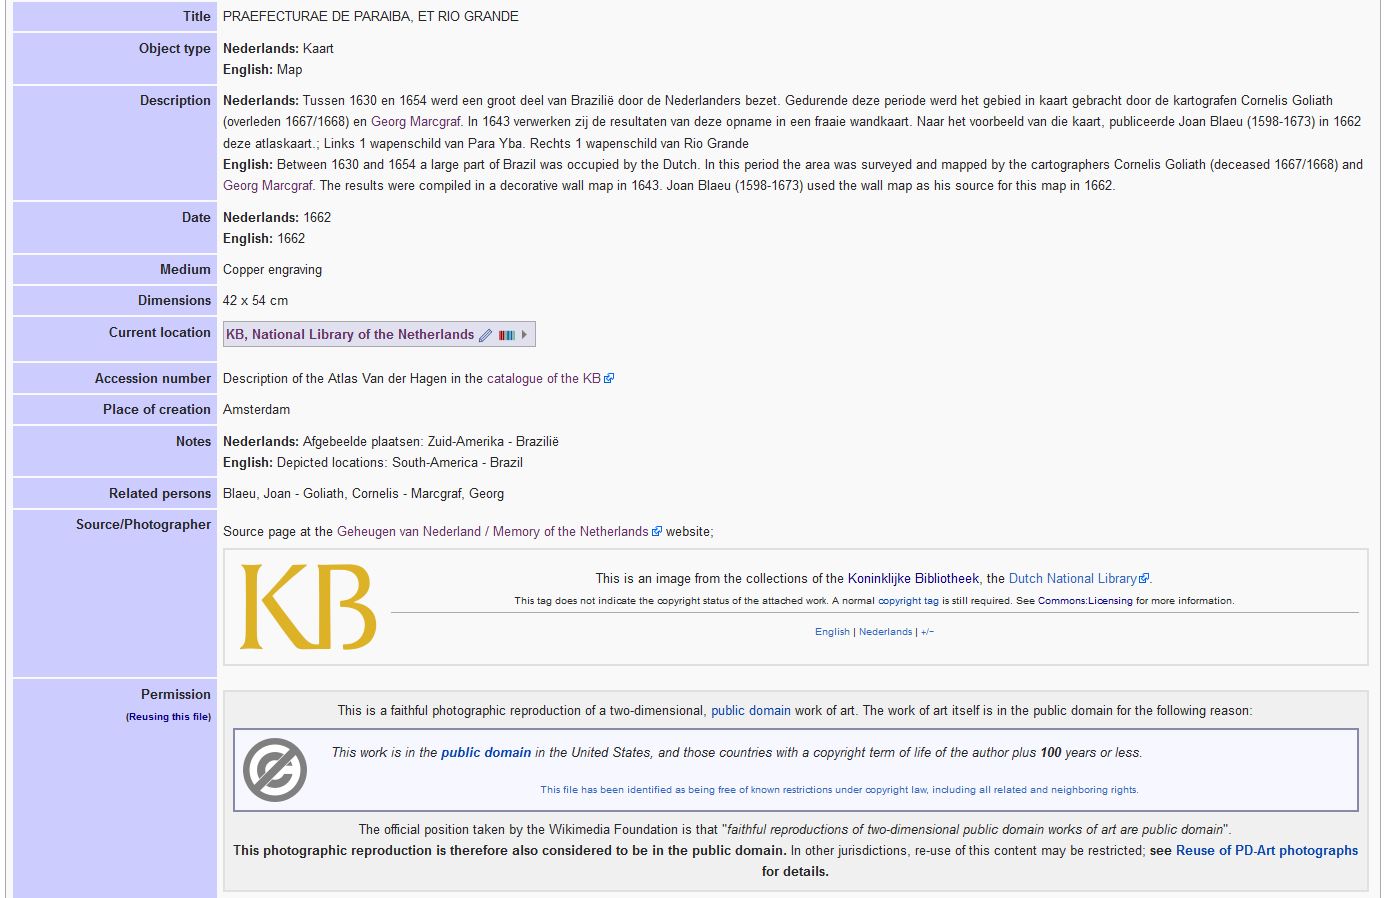 Title PRAEFECTURAE DE PARAIBA, ET RIO GRANDE
Object type Nederlands: Kaart
English: Map
Description Nederlands: Tussen 1630 en 1654 werd een groot deel van Brazilië door de Nederlanders bezet. Gedurende deze periode werd het gebied in kaart gebracht door de kartografen Cornelis Goliath
(overleden 1667/1668) en Georg Marcgraf. In 1643 verwerken zij de resultaten van deze opname in een fraaie wandkaart. Naar het voorbeeld van die kaart, publiceerde Joan Blaeu (1598-1673) in 1662
deze atlaskaart.; Links 1 wapenschild van Para Yba. Rechts 1 wapenschild van Rio Grande
English: Between 1630 and 1654 a large part of Brazil was occupied by the Dutch. In this period the area was surveyed and mapped by the cartographers Cornelis Goliath (deceased 1667/1668) and
Georg Marcgraf. The results were compiled in a decorative wall map in 1643. Joan Blaeu (1598-1673) used the wall map as his source for this map in 1662.
Date Nederlands: 1662
English: 1662
Medium Copper engraving
Dimensions 42 x 54 cm
Current location KB, National Library of the Netherlands
Accession number Description of the Atlas Van der Hagen in the catalogue of the KB
Place of creation Amsterdam
Notes Nederlands: Afgebeelde plaatsen: Zuid-Amerika - Brazilië
English: Depicted locations: South-America - Brazil
Related persons Blaeu, Joan - Goliath, Cornelis - Marcgraf, Georg
Source/Photographer Source page at the Geheugen van Nederland / Memory of the Netherlands website;
KB
This is an image from the collections of the Koninklijke Bibliotheek, the Dutch National Library.
This tag does not indicate the copyright status of the attached work. A normal copyright tag is still required. See Commons:Licensing for more information.
English | Nederlands | +/−
Permission
(Reusing this file)
This is a faithful photographic reproduction of a two-dimensional, public domain work of art. The work of art itself is in the public domain for the following reason:
This work is in the public domain in the United States, and those countries with a copyright term of life of the author plus 100 years or less.
This file has been identified as being free of known restrictions under copyright law, including all related and neighboring rights.
The official position taken by the Wikimedia Foundation is that "faithful reproductions of two-dimensional public domain works of art are public domain".
This photographic reproduction is therefore also considered to be in the public domain. In other jurisdictions, re-use of this content may be restricted; see Reuse of PD-Art photographs
for details.